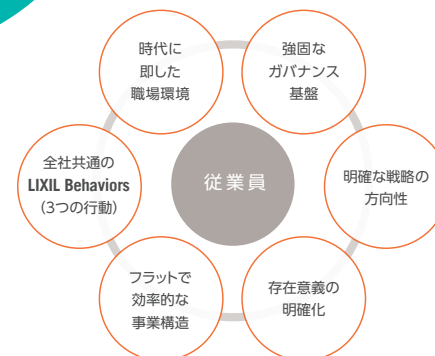 時代に
即した
職場環境
強固な
ガバナンス
基盤
全社共通の
LIXIL Behaviors
(3つの行動)
従業員
明確な戦略の
方向性
フラットで
効率的な
事業構造
存在意義の
明確化